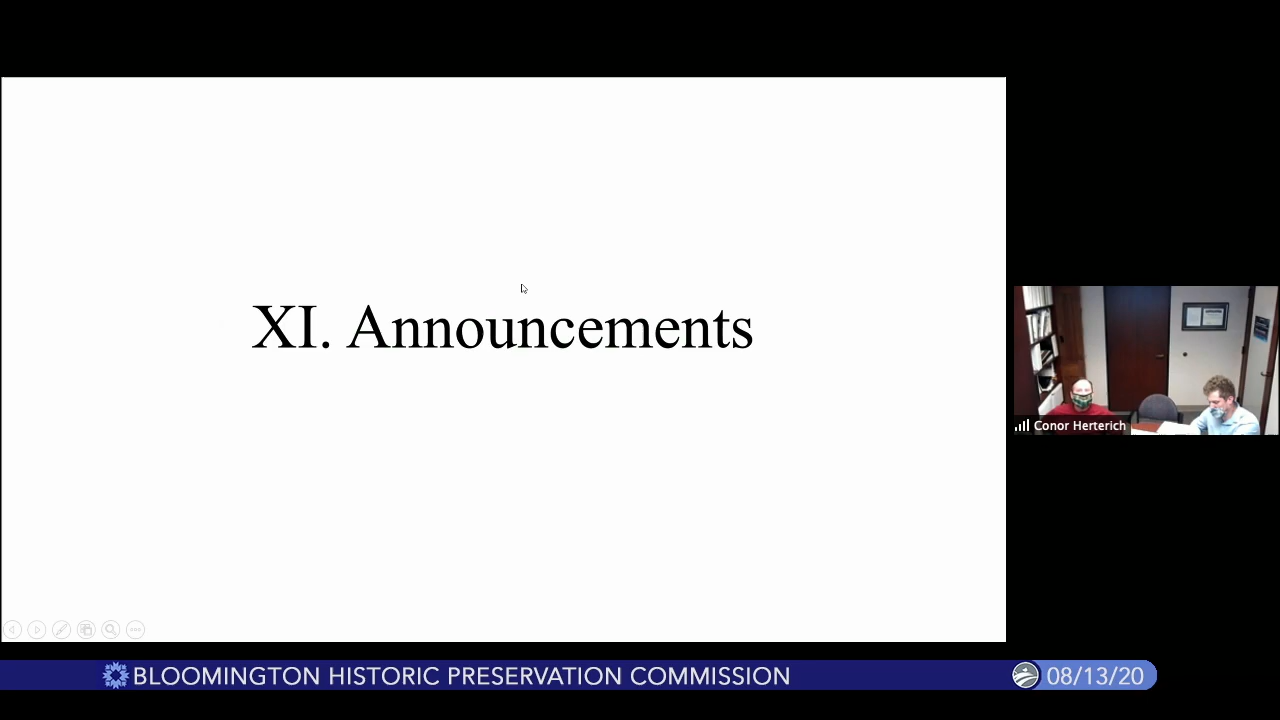 XI. Announcements
Conor Herterich
BLOOMINGTON HISTORIC PRESERVATION COMMISSION
08/13/20